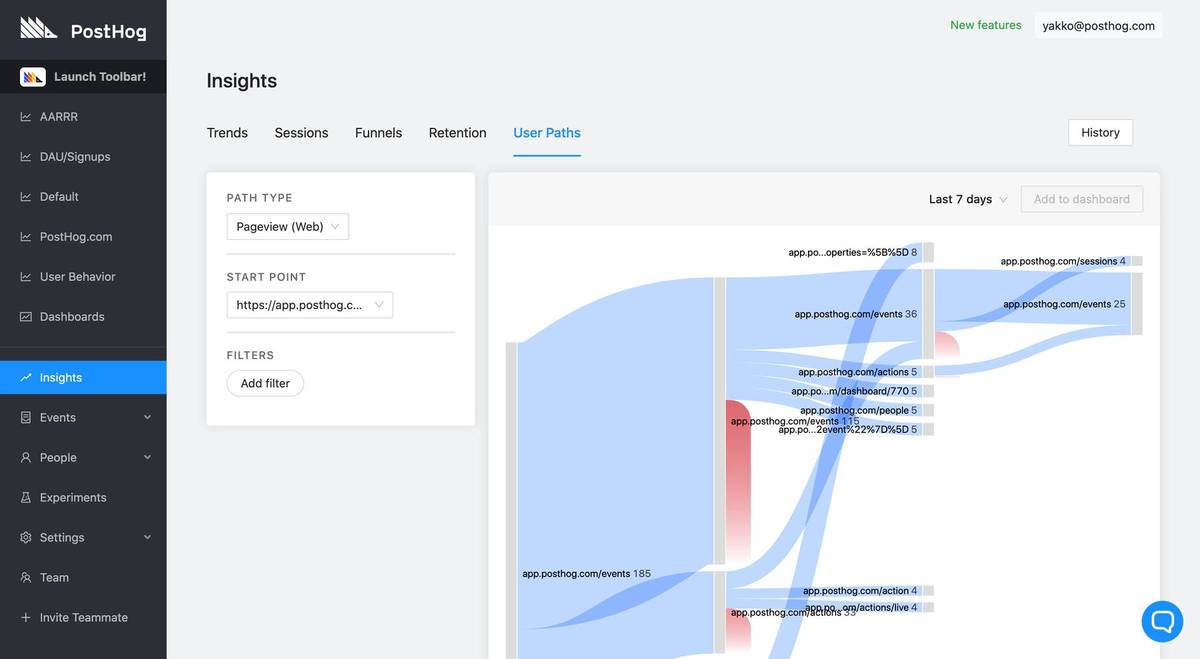 PostHog
New features
yakko@posthog.com
Launch Toolbar!
AARRR
DAU/Signups
Default
PostHog.com
User Behavior
Dashboards
Insights
Events
People
Experiments
Settings
Team
Invite Teammate
Insights
Trends
Sessions
Funnels
Retention
User Paths
History
PATH TYPE
Pageview (Web)
START POINT
https://app.posthog.c...
FILTERS
Add filter
Last 7 days
Add to dashboard
app.po...operties=%5B%5D 8
app.posthog.com/sessions 4
app.posthog.com/events 25
app.posthog.com/events 36
app.posthog.com/actions 5
app.po...m/dashboard/770 5
app.posthog.com/people 5
app.posthog.com/events 115
app.po...2event%22%7D%5D 5
app.posthog.com/events 185
app.posthog.com/action 4
app.po...om/actions/live 4
app.posthog.com/actions 33